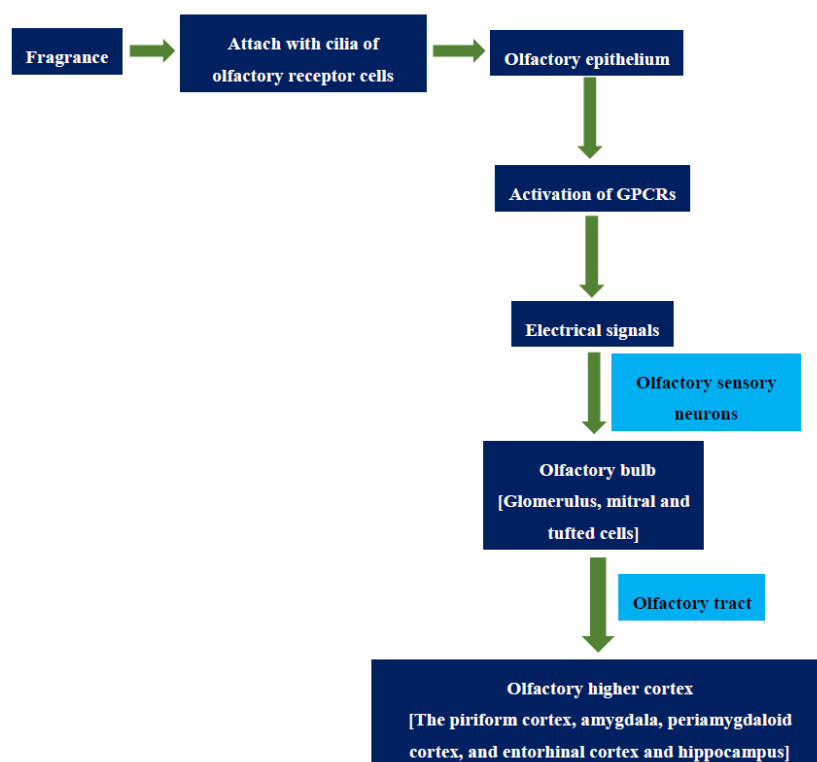 Fragrance
Attach with cilia of
olfactory receptor cells
Olfactory epithelium
Activation of GPCRs
Electrical signals
Olfactory sensory
neurons
Olfactory bulb
[Glomerulus, mitral and
tufted cells]
Olfactory tract
Olfactory higher cortex
[The piriform cortex, amygdala, periamygdaloid
cortex, and entorhinal cortex and hippocampus]